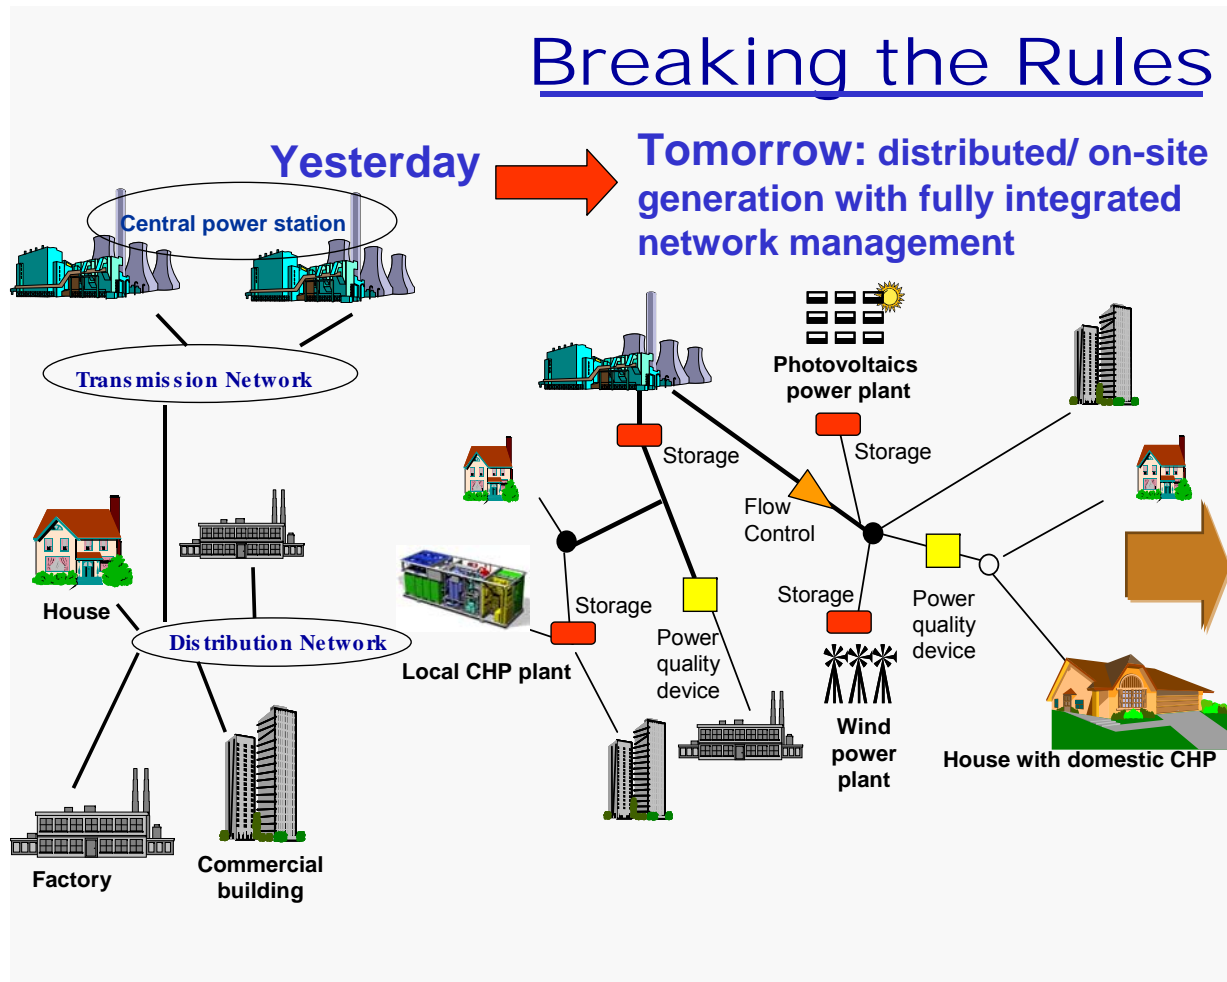 Breaking the Rules
Yesterday
Tomorrow: distributed/ on-site
generation with fully integrated
network management
Central power station
Transmission Network
House
Distribution Network
Factory
Commercial
building
Photovoltaics
power plant
Storage
Storage
Flow
Control
Storage
Local CHP plant
Power
quality
device
Storage
Wind
power
plant
Power
quality
device
House with domestic CHP